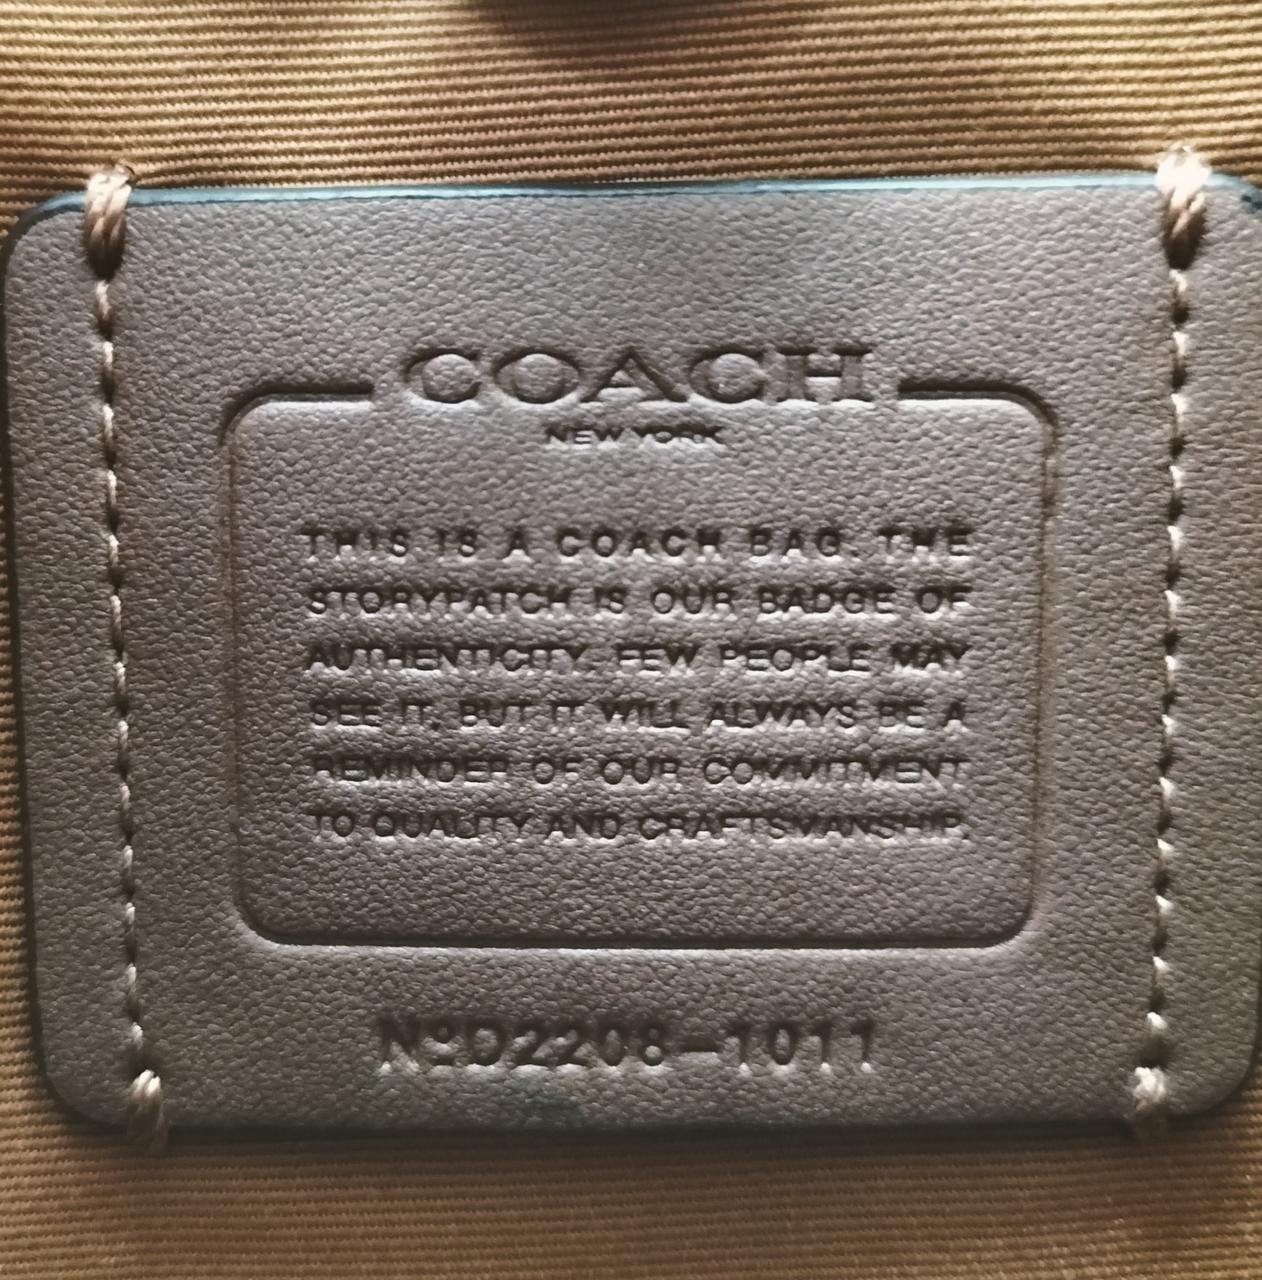 COACH
NEW YORK
THIS IS A COACH BAG. THE
STORYPATCH IS OUR BADGE OF
AUTHENTICITY. FEW PEOPLE MAY
SEE IT, BUT IT WILL ALWAYS BE A
REMINDER OF OUR COMMITMENT
TO QUALITY AND CRAFTSMANSHIP.
NºD2208-1011